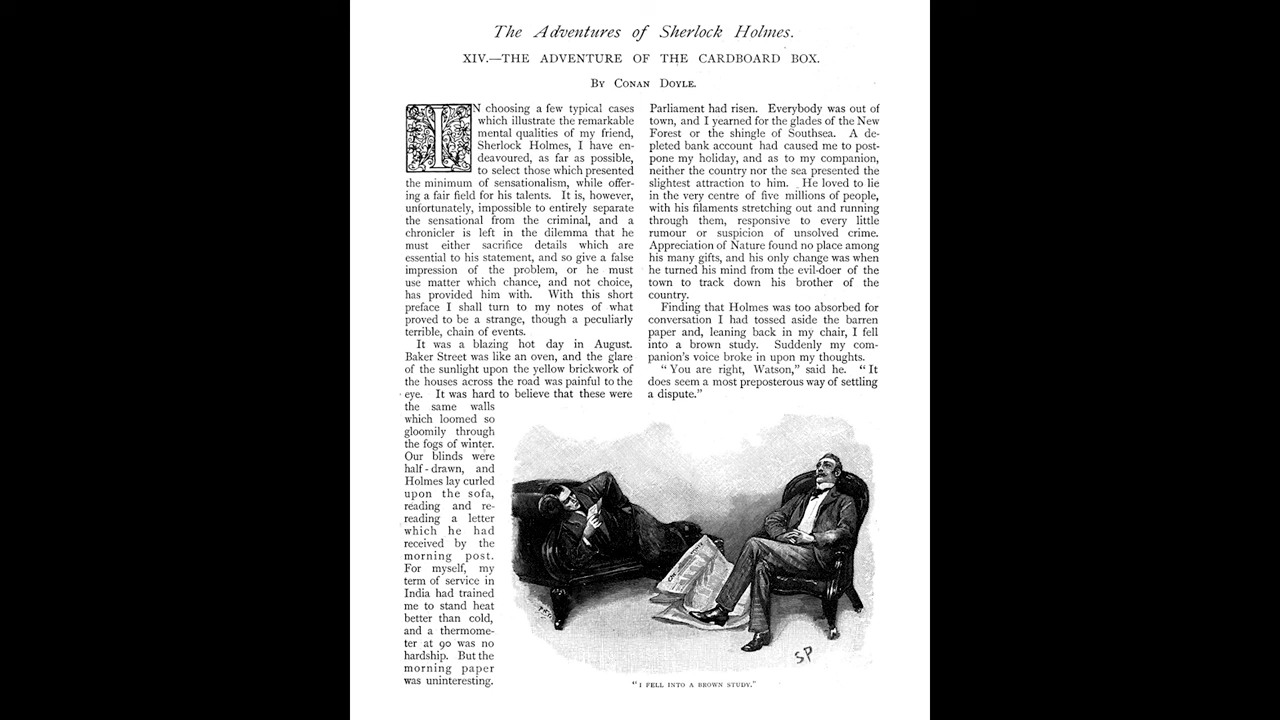 The Adventures of Sherlock Holmes.
XIV.—THE ADVENTURE OF THE CARDBOARD BOX.
By Conan Doyle.
IN choosing a few typical cases
which illustrate the remarkable
mental qualities of my friend,
Sherlock Holmes, I have en-
deavoured, as far as possible,
to select those which presented
the minimum of sensationalism, while offer-
ing a fair field for his talents. It is, however,
unfortunately, impossible to entirely separate
the sensational from the criminal, and a
chronicler is left in the dilemma that he
must either sacrifice details which are
essential to his statement, and so give a false
impression of the problem, or he must
use matter which chance, and not choice,
has provided him with. With this short
preface I shall turn to my notes of what
proved to be a strange, though a peculiarly
terrible, chain of events.
It was a blazing hot day in August.
Baker Street was like an oven, and the glare
of the sunlight upon the yellow brickwork of
the houses across the road was painful to the
eye. It was hard to believe that these were
the same walls
which loomed so
gloomily through
the fogs of winter.
Our blinds were
half-drawn, and
Holmes lay curled
upon the sofa,
reading and re-
reading a letter
which he had
received by the
morning post.
For myself, my
term of service in
India had trained
me to stand heat
better than cold,
and a thermome-
ter at 90 was no
hardship. But the
morning paper
was uninteresting.
Parliament had risen. Everybody was out of
town, and I yearned for the glades of the New
Forest or the shingle of Southsea. A de-
pleted bank account had caused me to post-
pone my holiday, and as to my companion,
neither the country nor the sea presented the
slightest attraction to him. He loved to lie
in the very centre of five millions of people,
with his filaments stretching out and running
through them, responsive to every little
rumour or suspicion of unsolved crime.
Appreciation of Nature found no place among
his many gifts, and his only change was when
he turned his mind from the evil-doer of the
town to track down his brother of the
country.
Finding that Holmes was too absorbed for
conversation I had tossed aside the barren
paper and, leaning back in my chair, I fell
into a brown study. Suddenly my com-
panion's voice broke in upon my thoughts.
"You are right, Watson," said he. "It
does seem a most preposterous way of settling
a dispute."
SP
"I FELL INTO A BROWN STUDY."